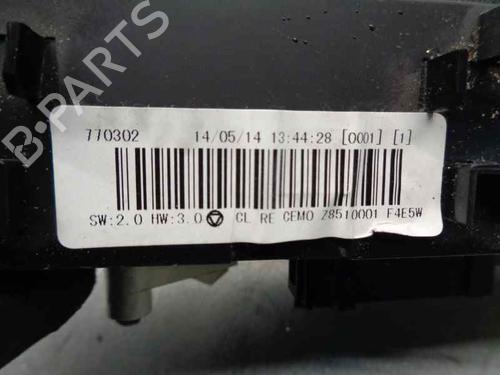 B-PARTS
770302 14/05/14 13:44:28 [0001] [1]
SW:2.0 HW:3.0 CL RE CEMO Z8510001 F4E5W